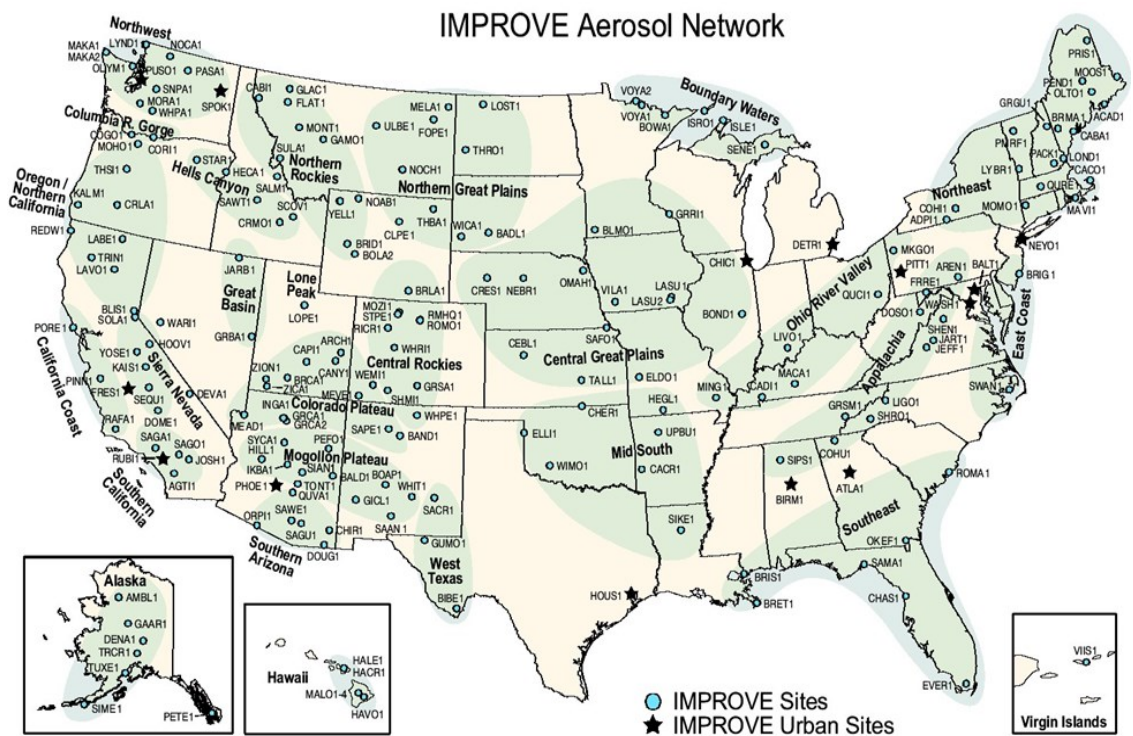 IMPROVE Aerosol Network
Northwest
MAKA1
LYND1
NOCA1
MAKA2
OLYM1
PUSO1
PASA1
SNPA1
MORA1
SPOK1
WHPA1
Columbia R. Gorge
COGO1
MOHO1
CORI1
THSI1
STAR1
HECA1
Hells Canyon
SAWT1
Oregon /
Northern
California
KALM1
CRLA1
REDW1
LABE1
TRIN1
LAVO1
CABI1
GLAC1
FLAT1
MONT1
GAMO1
SULA1
Northern
Rockies
SALM1
SCOV1
CRMO1
MELA1
FOPE1
ULBE1
NOCH1
LOST1
THRO1
Northern Great Plains
NOAB1
YELL1
THBA1
CLPE1
WICA1
BADL1
BRID1
BOLA2
BRLA1
VOYA2
VOYA1
BOWA1
ISRO1
ISLE1
Boundary Waters
SENE1
GRRI1
BLMO1
DETR1
CHIC1
PRIS1
MOOS1
PEND1
OLTO1
GRGU1
ACAD1
BRMA1
CABA1
PMRF1
PACK1
LOND1
LYBR1
CACO1
Northeast
QURE1
COHI1
ADPI1
MOMO1
MAVI1
NEYO1
MKGO1
PITT1
AREN1
BALT1
BRIG1
FRRE1
QUCI1
WASH1
DOSO1
SHEN1
JART1
JEFF1
East Coast
Ohio River Valley
Appalachia
SWAN1
BLIS1
SOLA1
WARI1
PORE1
HOOV1
YOSE1
KAIS1
PINN1
FRES1
SEQU1
DEVA1
DOME1
RAFA1
California Coast
Sierra Nevada
SAGA1
SAGO1
RUBI1
JOSH1
AGTI1
Southern
California
JARB1
Great
Basin
GRBA1
Lone
Peak
LOPE1
ARCH1
CAPI1
ZION1
CANY1
BRCA1
ZICA1
MEVE1
MOZI1
STPE1
RMHQ1
ROMO1
RICR1
WHRI1
Central Rockies
WEMI1
GRSA1
SHMI1
Colorado Plateau
INGA1
GRCA1
MEAD1
GRCA2
WHPE1
SAPE1
BAND1
SYCA1
PEFO1
HILL1
Mogollon Plateau
IKBA1
SIAN1
BALD1
BOAP1
PHOE1
TONT1
QUVA1
WHIT1
GICL1
SACR1
ORPI1
SAWE1
SAGU1
CHIR1
SAAN1
DOUG1
Southern
Arizona
GUMO1
West
Texas
BIBE1
CRES1
NEBR1
OMAH1
VILA1
LASU1
LASU2
BOND1
SAFO1
CEBL1
Central Great Plains
TALL1
ELDO1
MING1
LIVO1
MACA1
CADI1
CHER1
HEGL1
ELLI1
UPBU1
Mid South
WIMO1
CACR1
SIKE1
HOUS1
GRSM1
LIGO1
SHRO1
COHU1
SIPS1
BIRM1
ATLA1
ROMA1
Southeast
OKEF1
SAMA1
BRIS1
BRET1
CHAS1
EVER1
Alaska
AMBL1
GAAR1
DENA1
TRCR1
TUXE1
SIME1
PETE1
HALE1
HACR1
Hawaii
MALO1-4
HAVO1
IMPROVE Sites
IMPROVE Urban Sites
VIIS1
Virgin Islands